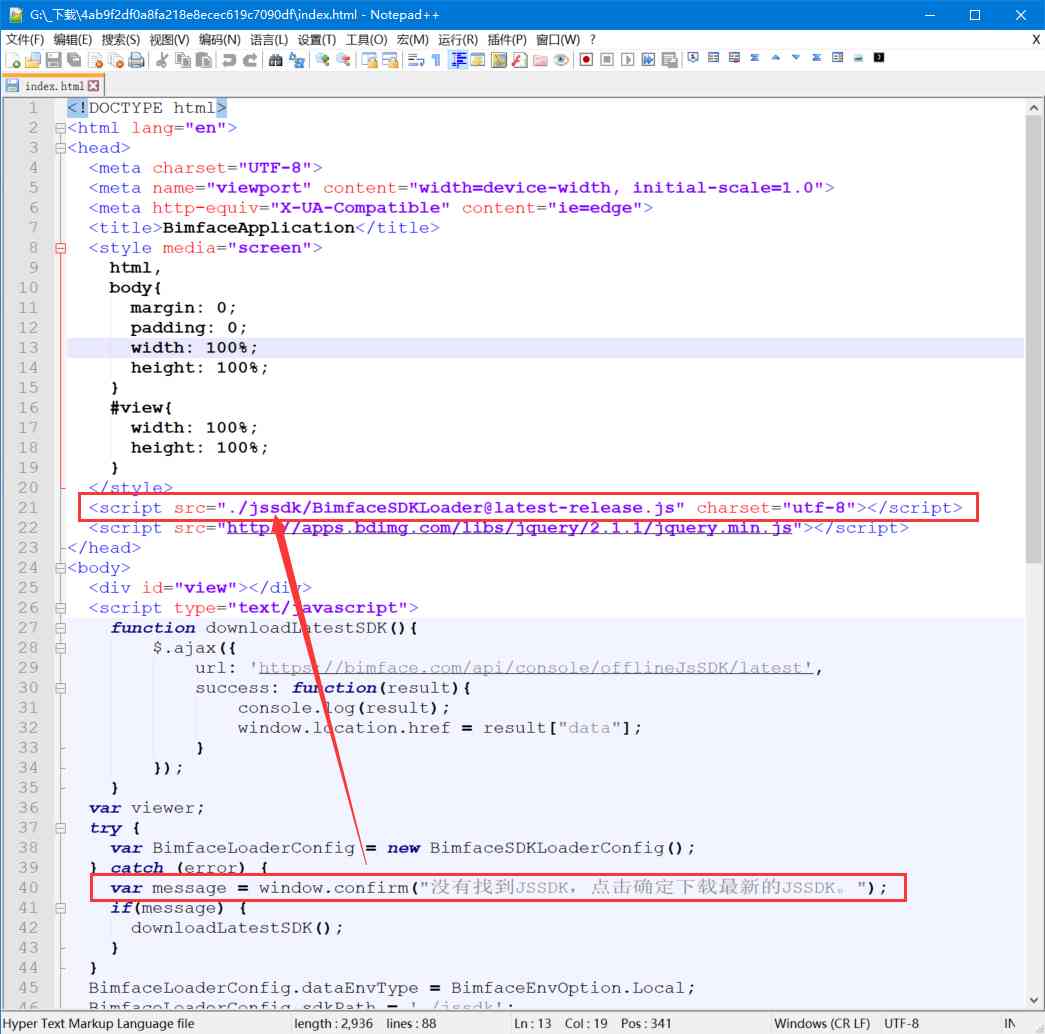 G:\_下载\4ab9f2df0a8fa218e8ecec619c7090df\index.html - Notepad++
文件(F) 编辑(E) 搜索(S) 视图(V) 编码(N) 语言(L) 设置(T) 工具(O) 宏(M) 运行(R) 插件(P) 窗口(W) ? X
index.html
1 <!DOCTYPE html>
2 <html lang="en">
3 <head>
4 <meta charset="UTF-8">
5 <meta name="viewport" content="width=device-width, initial-scale=1.0">
6 <meta http-equiv="X-UA-Compatible" content="ie=edge">
7 <title>BimfaceApplication</title>
8 <style media="screen">
9 html,
10 body{
11 margin: 0;
12 padding: 0;
13 width: 100%;
14 height: 100%;
15 }
16 #view{
17 width: 100%;
18 height: 100%;
19 }
20 </style>
21 <script src="./jssdk/BimfaceSDKLoader@latest-release.js" charset="utf-8"></script>
22 <script src="http://apps.bdimg.com/libs/jquery/2.1.1/jquery.min.js"></script>
23 </head>
24 <body>
25 <div id="view"></div>
26 <script type="text/javascript">
27 function downloadLatestSDK(){
28 $.ajax({
29 url: 'https://bimface.com/api/console/offlineJsSDK/latest',
30 success: function(result){
31 console.log(result);
32 window.location.href = result["data"];
33 }
34 });
35 }
36 var viewer;
37 try {
38 var BimfaceLoaderConfig = new BimfaceSDKLoaderConfig();
39 } catch (error) {
40 var message = window.confirm("没有找到JSSDK，点击确定下载最新的JSSDK。");
41 if(message) {
42 downloadLatestSDK();
43 }
44 }
45 BimfaceLoaderConfig.dataEnvType = BimfaceEnvOption.Local;
46 BimfaceLoaderConfig.sdkPath = './jssdk';
Hyper Text Markup Language file length : 2,936 lines : 88 Ln : 13 Col : 19 Pos : 341 Windows (CR LF) UTF-8 IN